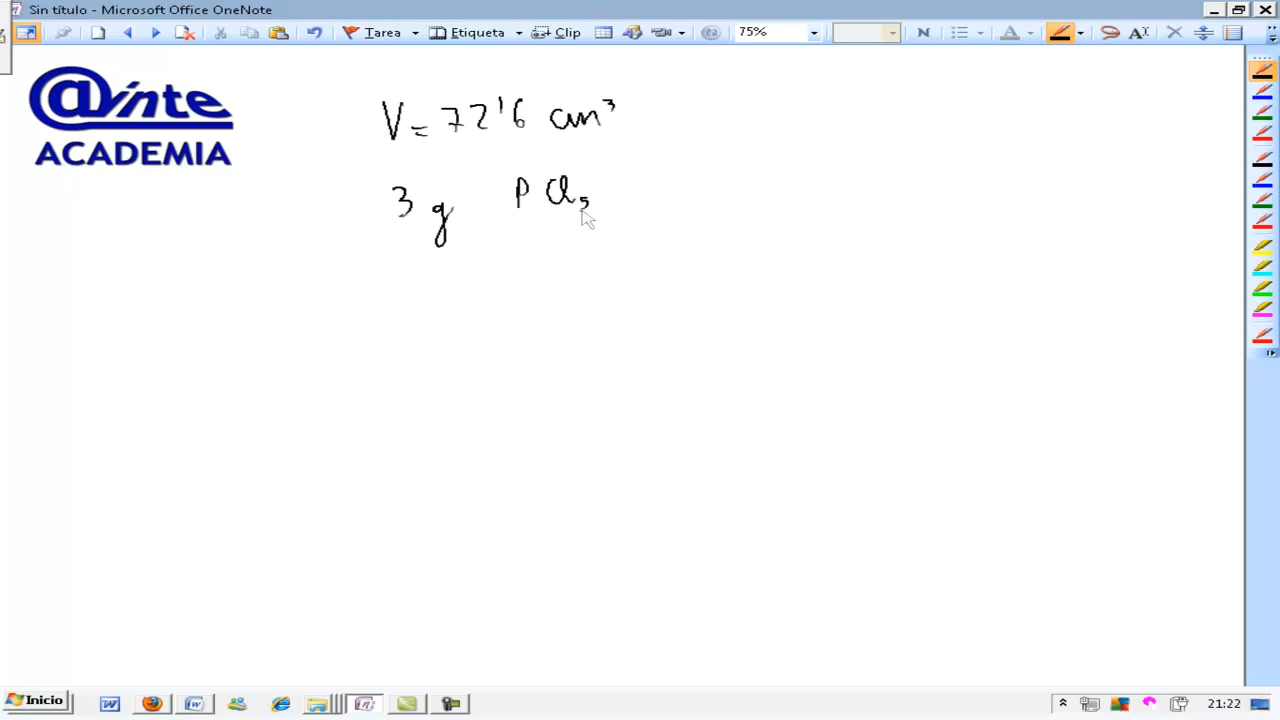 Sin título - Microsoft Office OneNote
Tarea Etiqueta Clip 75% N A A
@inte
ACADEMIA
V = 72'6 cm³
3 g PCl₅
Inicio 21:22